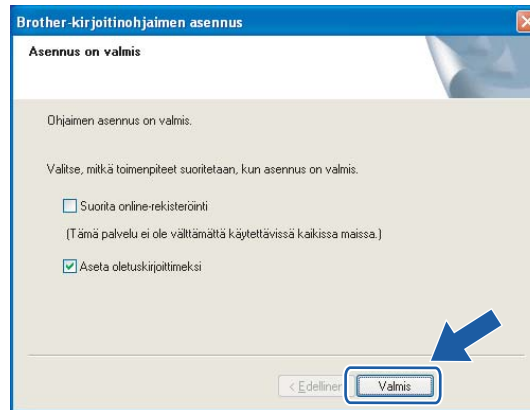 Brother-kirjoitinohjaimen asennus
Asennus on valmis
Ohjaimen asennus on valmis.
Valitse, mitkä toimenpiteet suoritetaan, kun asennus on valmis.
Suorita online-rekisteröinti
(Tämä palvelu ei ole välttämättä käytettävissä kaikissa maissa.)
Aseta oletuskirjoittimeksi
< Edellinen Valmis